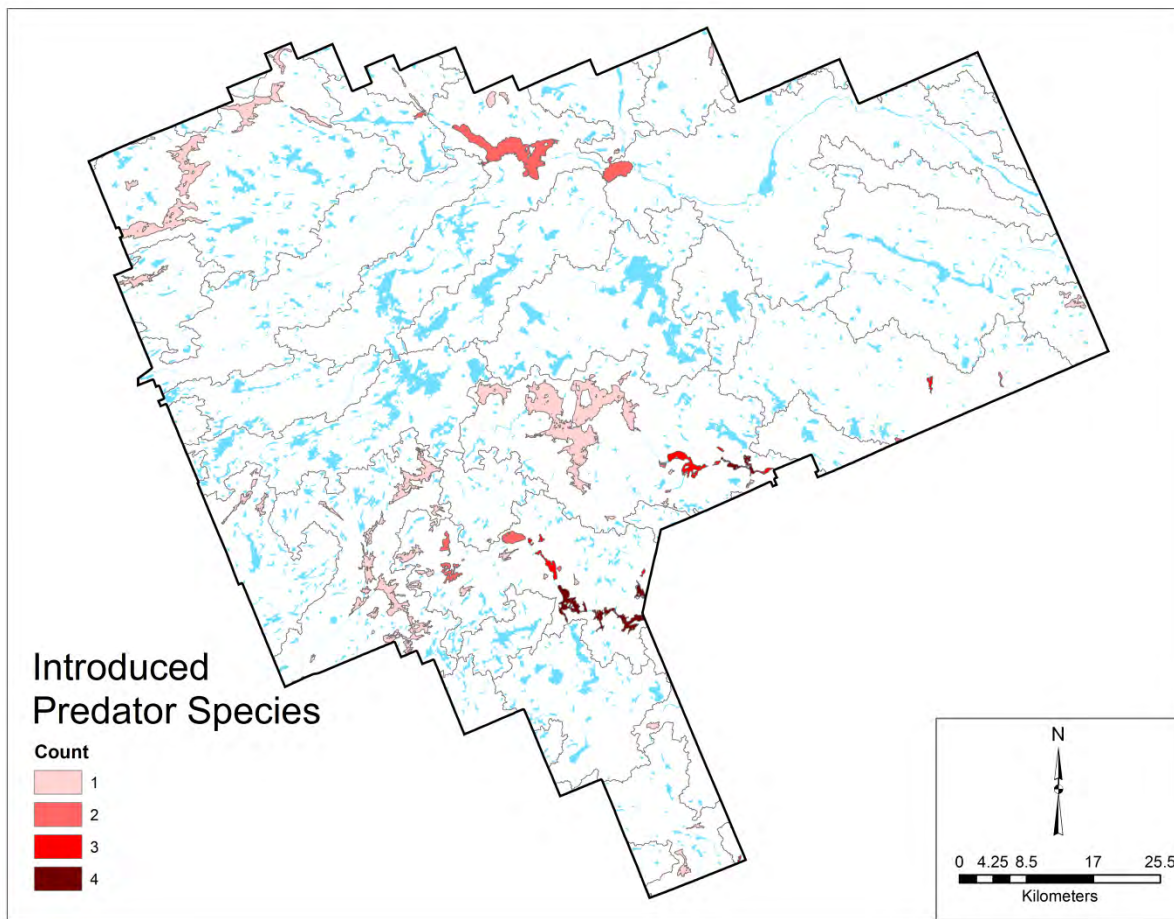 Introduced
Predator Species
Count
1
2
3
4
N
0 4.25 8.5 17 25.5
Kilometers